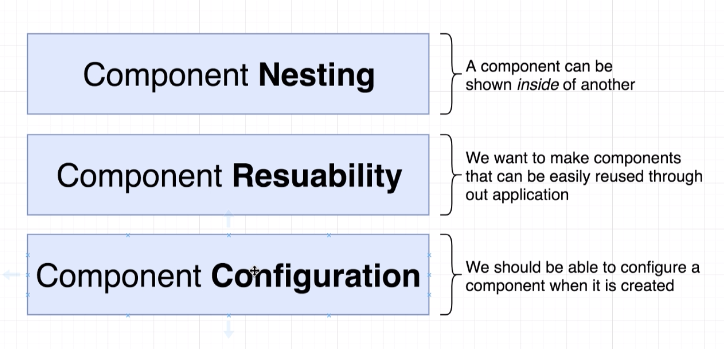 Component Nesting
A component can be
shown inside of another
Component Resuability
We want to make components
that can be easily reused through
out application
Component Configuration
We should be able to configure a
component when it is created